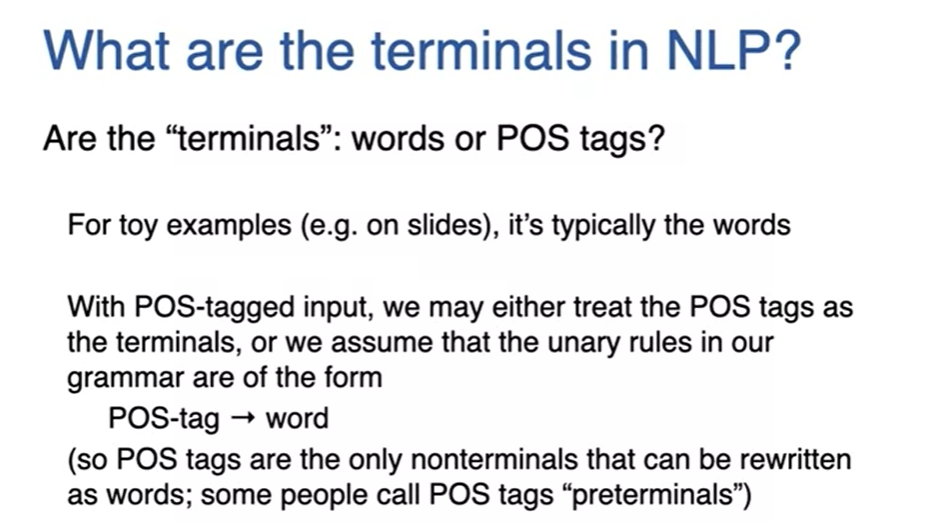 What are the terminals in NLP?
Are the “terminals”: words or POS tags?
For toy examples (e.g. on slides), it’s typically the words
With POS-tagged input, we may either treat the POS tags as
the terminals, or we assume that the unary rules in our
grammar are of the form
POS-tag → word
(so POS tags are the only nonterminals that can be rewritten
as words; some people call POS tags “preterminals”)